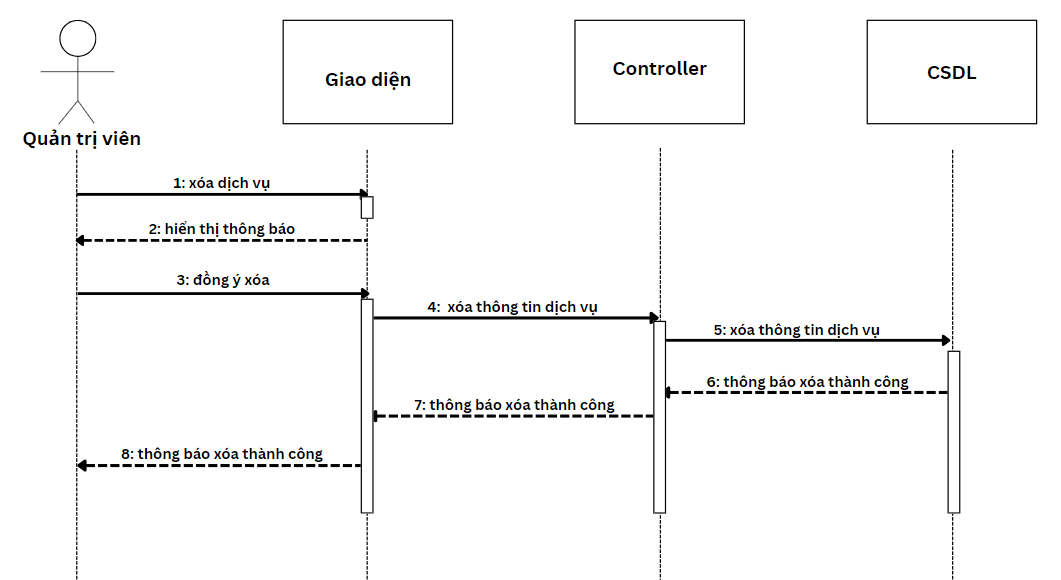 Quản trị viên
Giao diện
Controller
CSDL
1: xóa dịch vụ
2: hiển thị thông báo
3: đồng ý xóa
4: xóa thông tin dịch vụ
5: xóa thông tin dịch vụ
6: thông báo xóa thành công
7: thông báo xóa thành công
8: thông báo xóa thành công